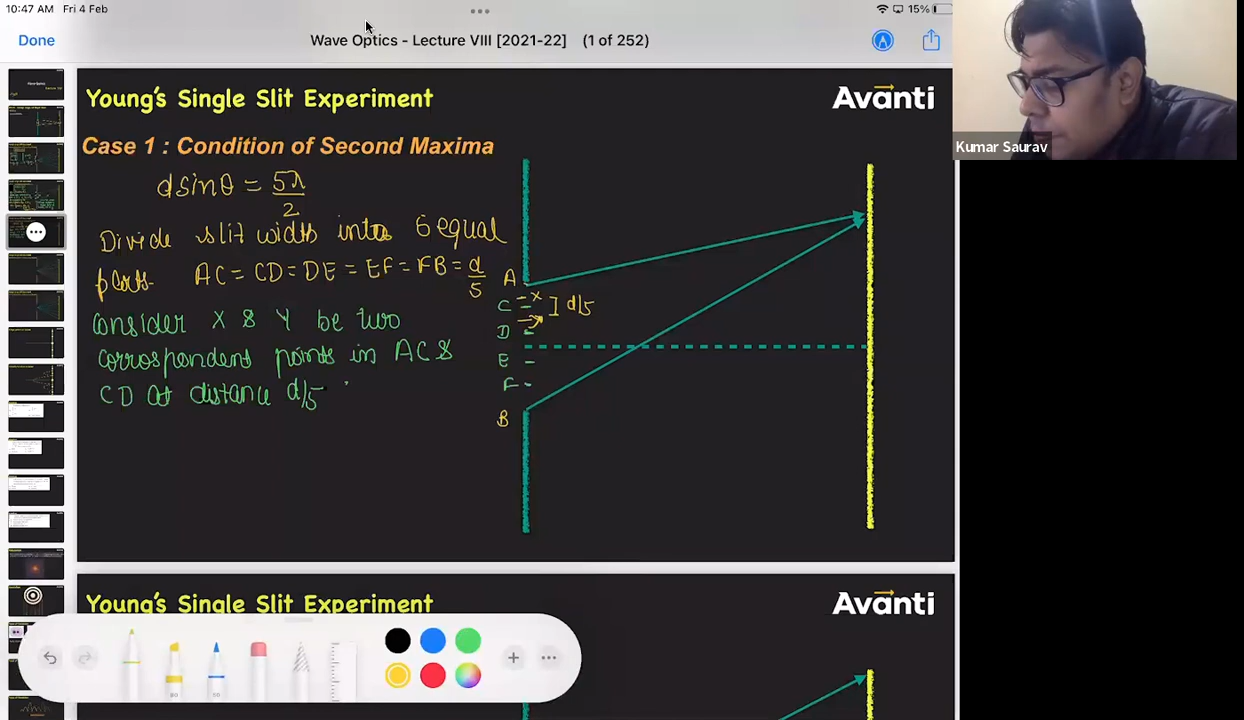 10:47 AM Fri 4 Feb
15%
Done
Wave Optics - Lecture VIII [2021-22] (1 of 252)
Young's Single Slit Experiment
Avanti
Case 1 : Condition of Second Maxima
dsinθ = 5λ/2
Divide slit width into 5 equal
parts. AC = CD = DE = EF = FB = d/5
Consider X & Y be two
corrospondent points in AC &
CD at distance d/5
A
C
X
] d/5
D
E
F
B
Kumar Saurav
Young's Single Slit Experiment
Avanti